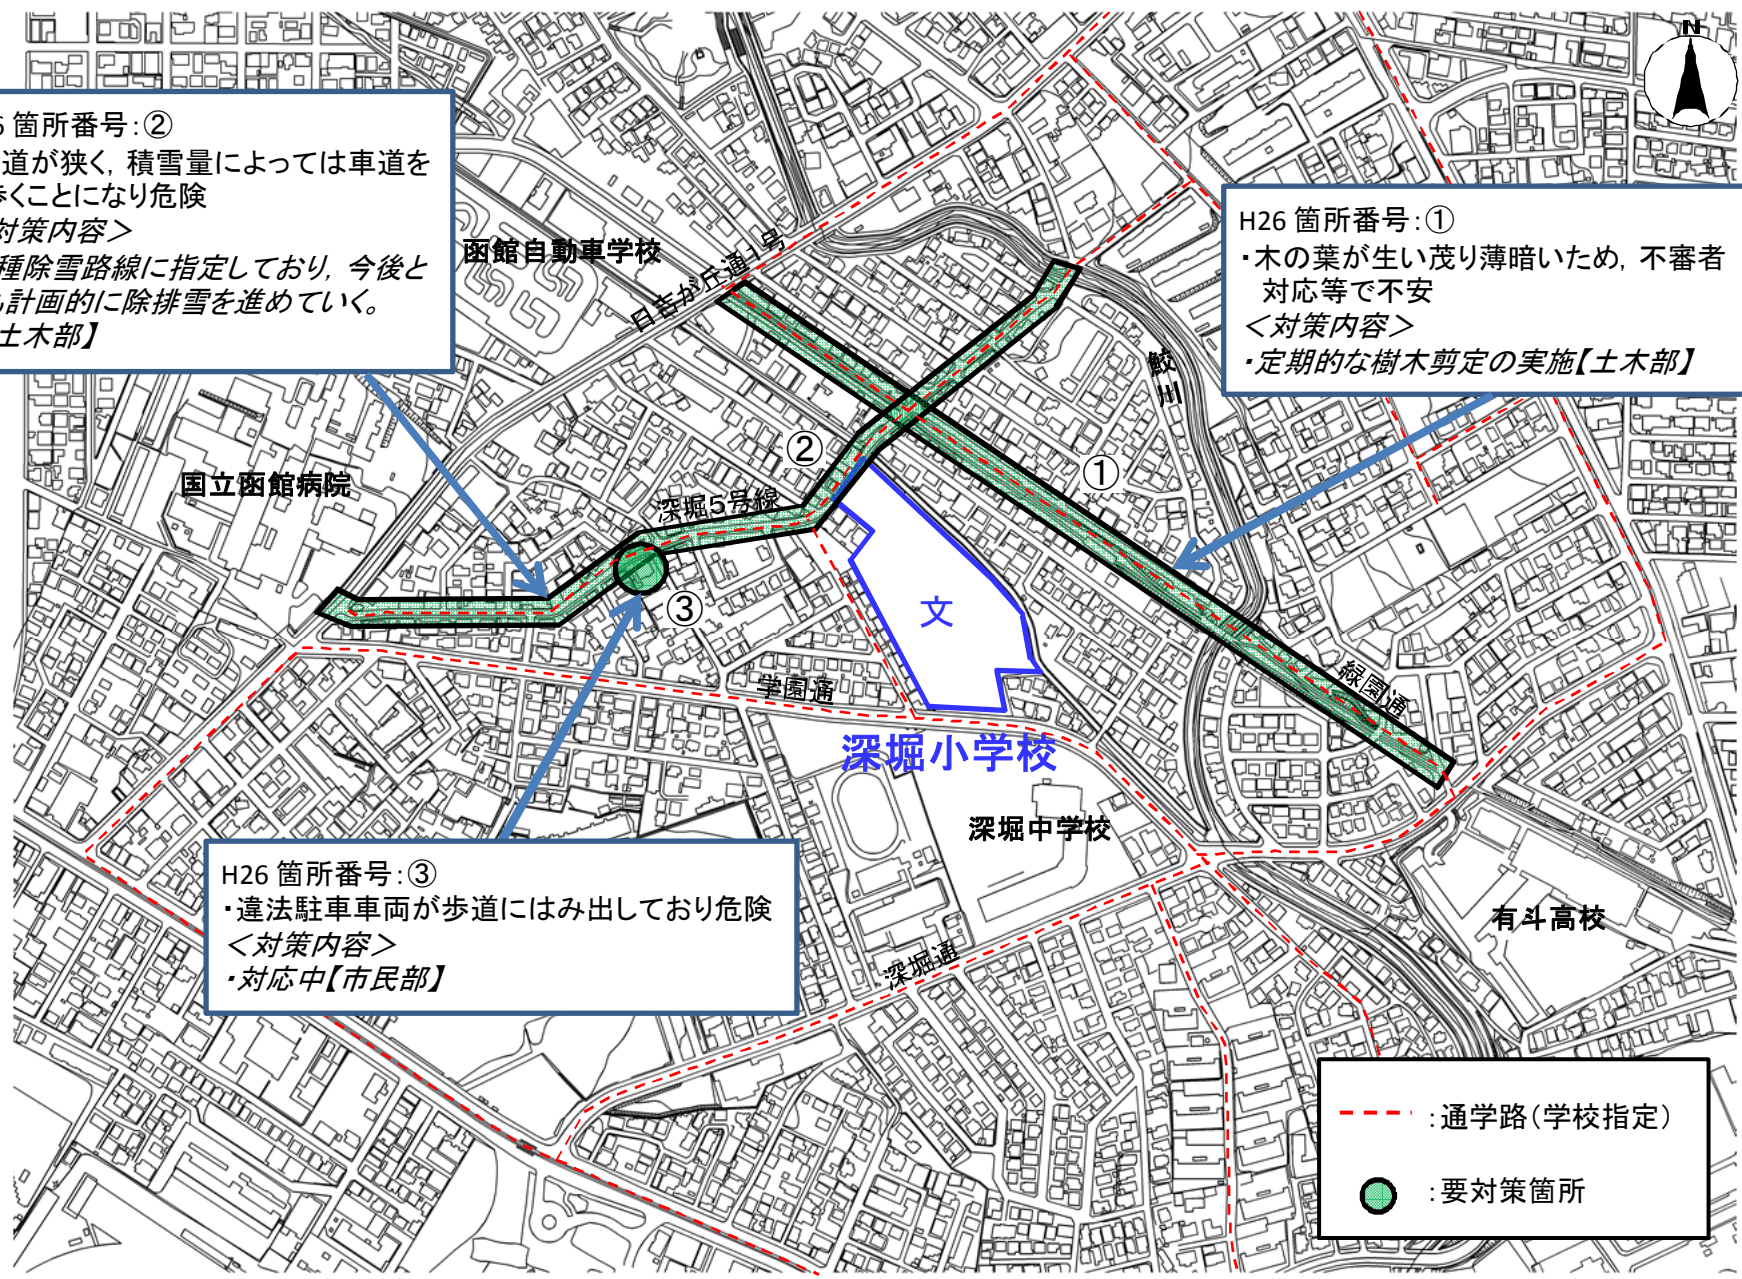 N
箇所番号:②
道が狭く，積雪量によっては車道を
歩くことになり危険
対策内容＞
種除雪路線に指定しており，今後と
も計画的に除排雪を進めていく。
土木部】
函館自動車学校
日吉が丘通1号
H26 箇所番号:①
・木の葉が生い茂り薄暗いため，不審者
対応等で不安
＜対策内容＞
・定期的な樹木剪定の実施【土木部】
鮫川
②
①
国立函館病院
深堀5号線
③
文
緑園通
学園通
深堀小学校
深堀中学校
H26 箇所番号:③
・違法駐車車両が歩道にはみ出しており危険
＜対策内容＞
・対応中【市民部】
有斗高校
深堀通
:通学路(学校指定)
:要対策箇所